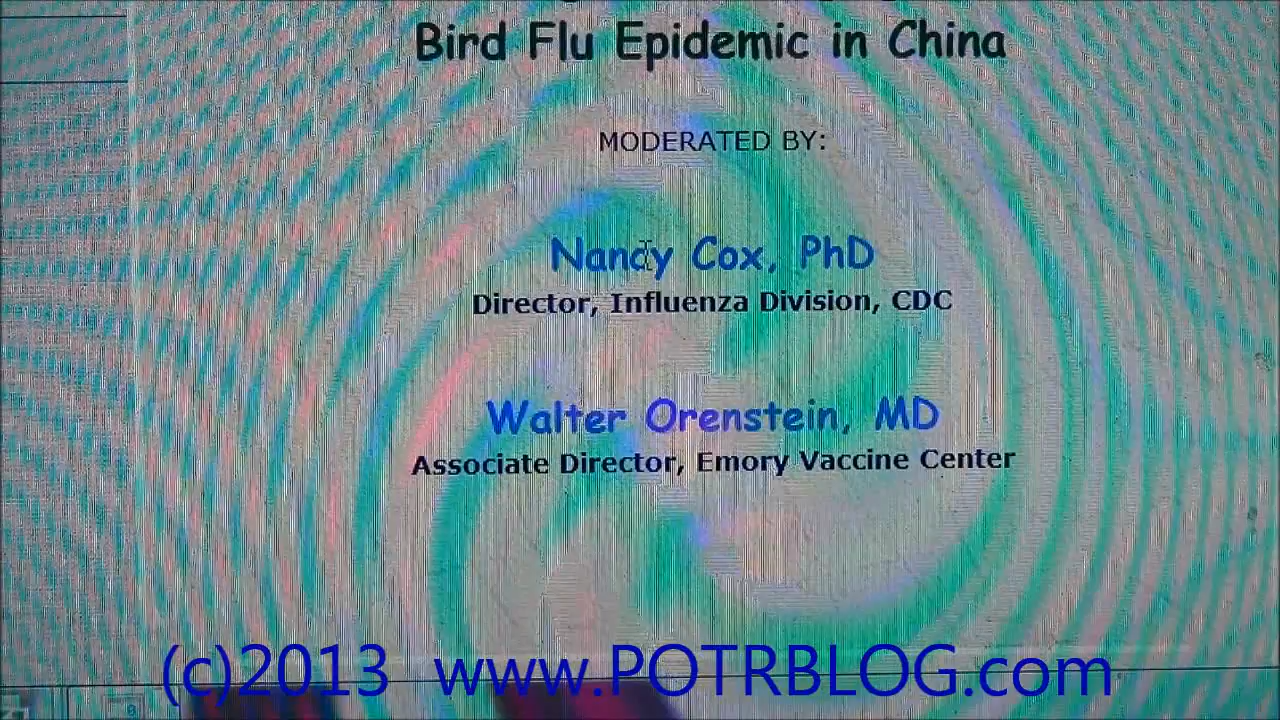 Bird Flu Epidemic in China
MODERATED BY:
Nancy Cox, PhD
Director, Influenza Division, CDC
Walter Orenstein, MD
Associate Director, Emory Vaccine Center
(c)2013 www.POTRBLOG.com